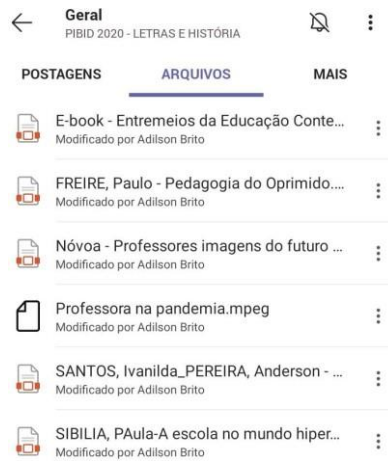 Geral
PIBID 2020 - LETRAS E HISTÓRIA
POSTAGENS ARQUIVOS MAIS
E-book - Entremeios da Educação Conte...
Modificado por Adilson Brito
FREIRE, Paulo - Pedagogia do Oprimido....
Modificado por Adilson Brito
Nóvoa - Professores imagens do futuro ...
Modificado por Adilson Brito
Professora na pandemia.mpeg
Modificado por Adilson Brito
SANTOS, Ivanilda_PEREIRA, Anderson - ...
Modificado por Adilson Brito
SIBILIA, PAula-A escola no mundo hiper...
Modificado por Adilson Brito